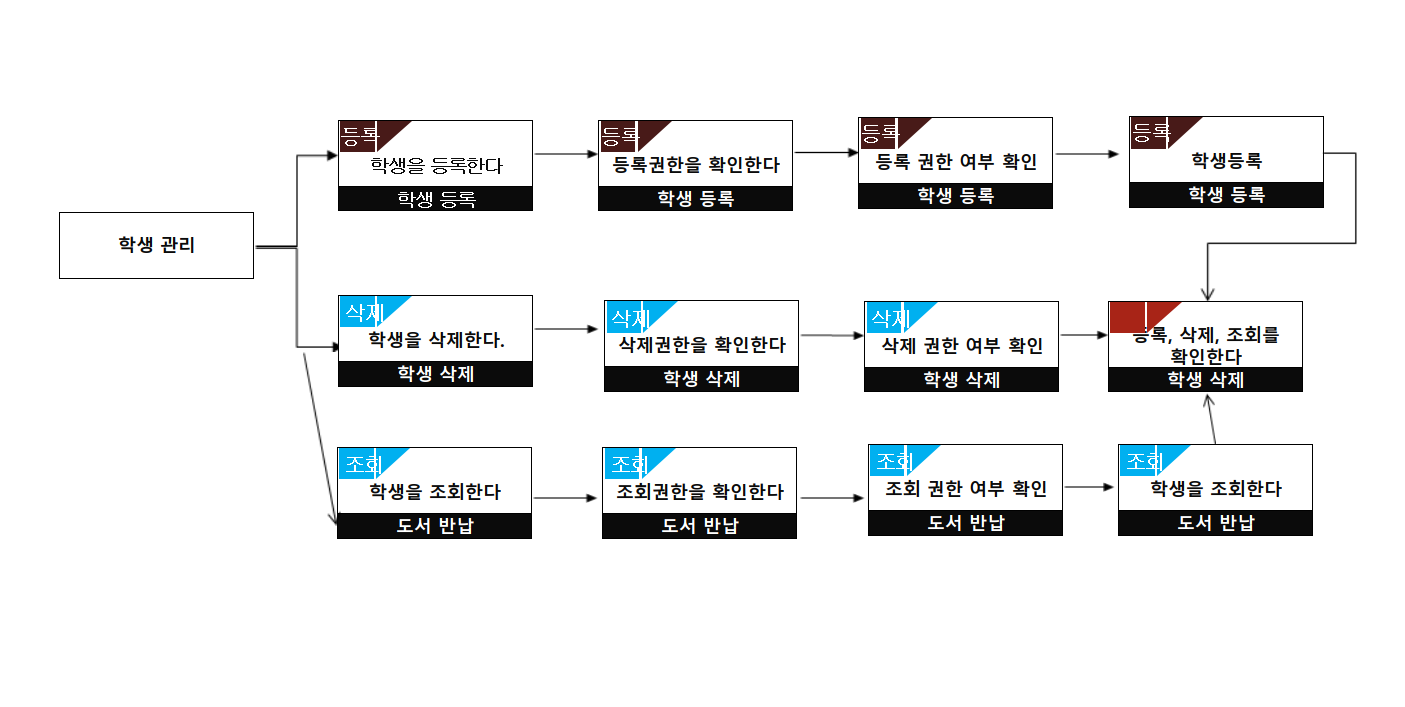 학생 관리
등록
학생을 등록한다
학생 등록
등록
등록권한을 확인한다
학생 등록
등록
등록 권한 여부 확인
학생 등록
등록
학생등록
학생 등록
삭제
학생을 삭제한다.
학생 삭제
삭제
삭제권한을 확인한다
학생 삭제
삭제
삭제 권한 여부 확인
학생 삭제
등록, 삭제, 조회를
확인한다
학생 삭제
조회
학생을 조회한다
도서 반납
조회
조회권한을 확인한다
도서 반납
조회
조회 권한 여부 확인
도서 반납
조회
학생을 조회한다
도서 반납